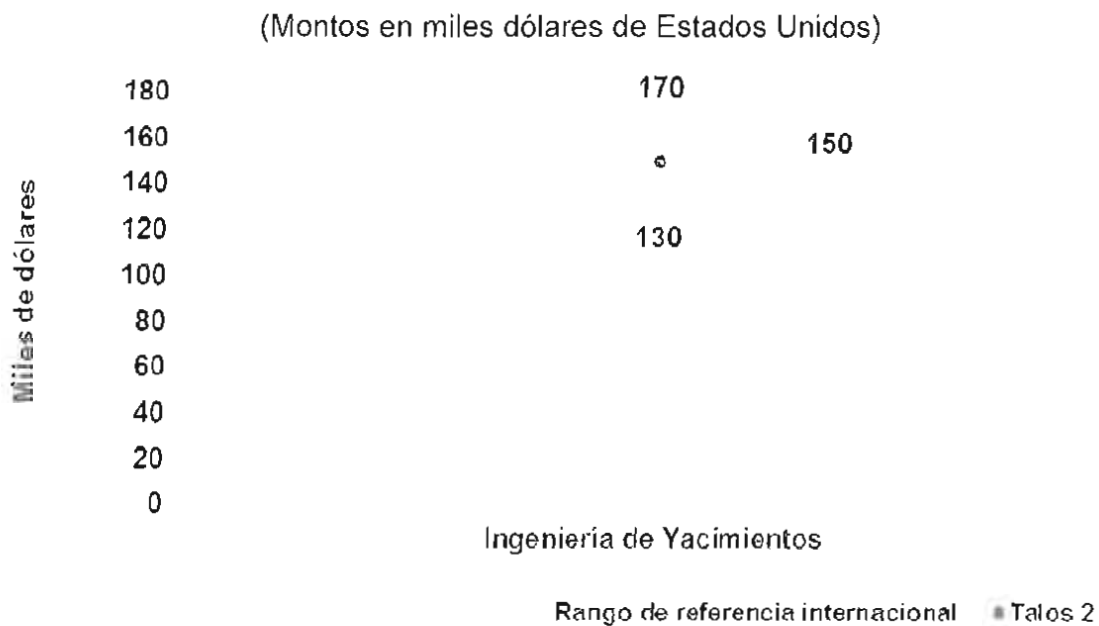 (Montos en miles dólares de Estados Unidos)
180
170
160
150
140
Miles de dólares
120
130
100
80
60
40
20
0
Ingeniería de Yacimientos
Rango de referencia internacional
Talos 2